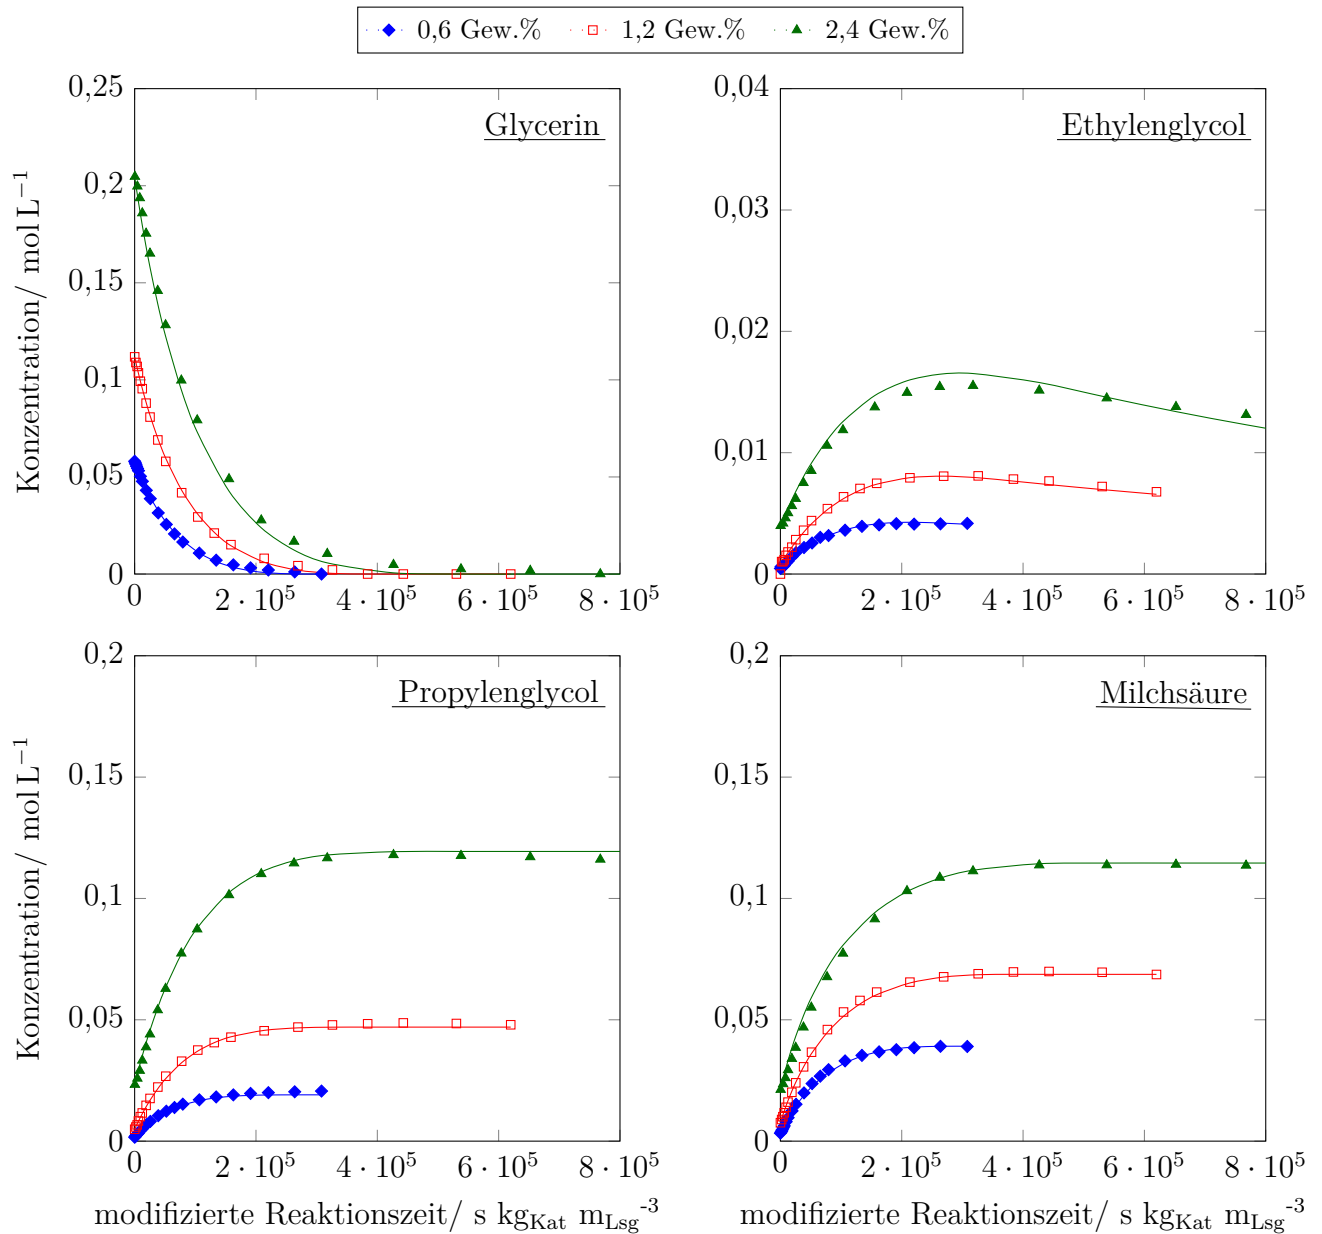 0,6 Gew.% 1,2 Gew.% 2,4 Gew.%
Glycerin
0,25
0,2
0,15
0,1
0,05
0
0 2 · 10⁵ 4 · 10⁵ 6 · 10⁵ 8 · 10⁵
Konzentration/ mol L⁻¹
Ethylenglycol
0,04
0,03
0,02
0,01
0
0 2 · 10⁵ 4 · 10⁵ 6 · 10⁵ 8 · 10⁵
Propylenglycol
0,2
0,15
0,1
0,05
0
0 2 · 10⁵ 4 · 10⁵ 6 · 10⁵ 8 · 10⁵
Konzentration/ mol L⁻¹
modifizierte Reaktionszeit/ s kg_Kat m_Lsg⁻³
Milchsäure
0,2
0,15
0,1
0,05
0
0 2 · 10⁵ 4 · 10⁵ 6 · 10⁵ 8 · 10⁵
modifizierte Reaktionszeit/ s kg_Kat m_Lsg⁻³